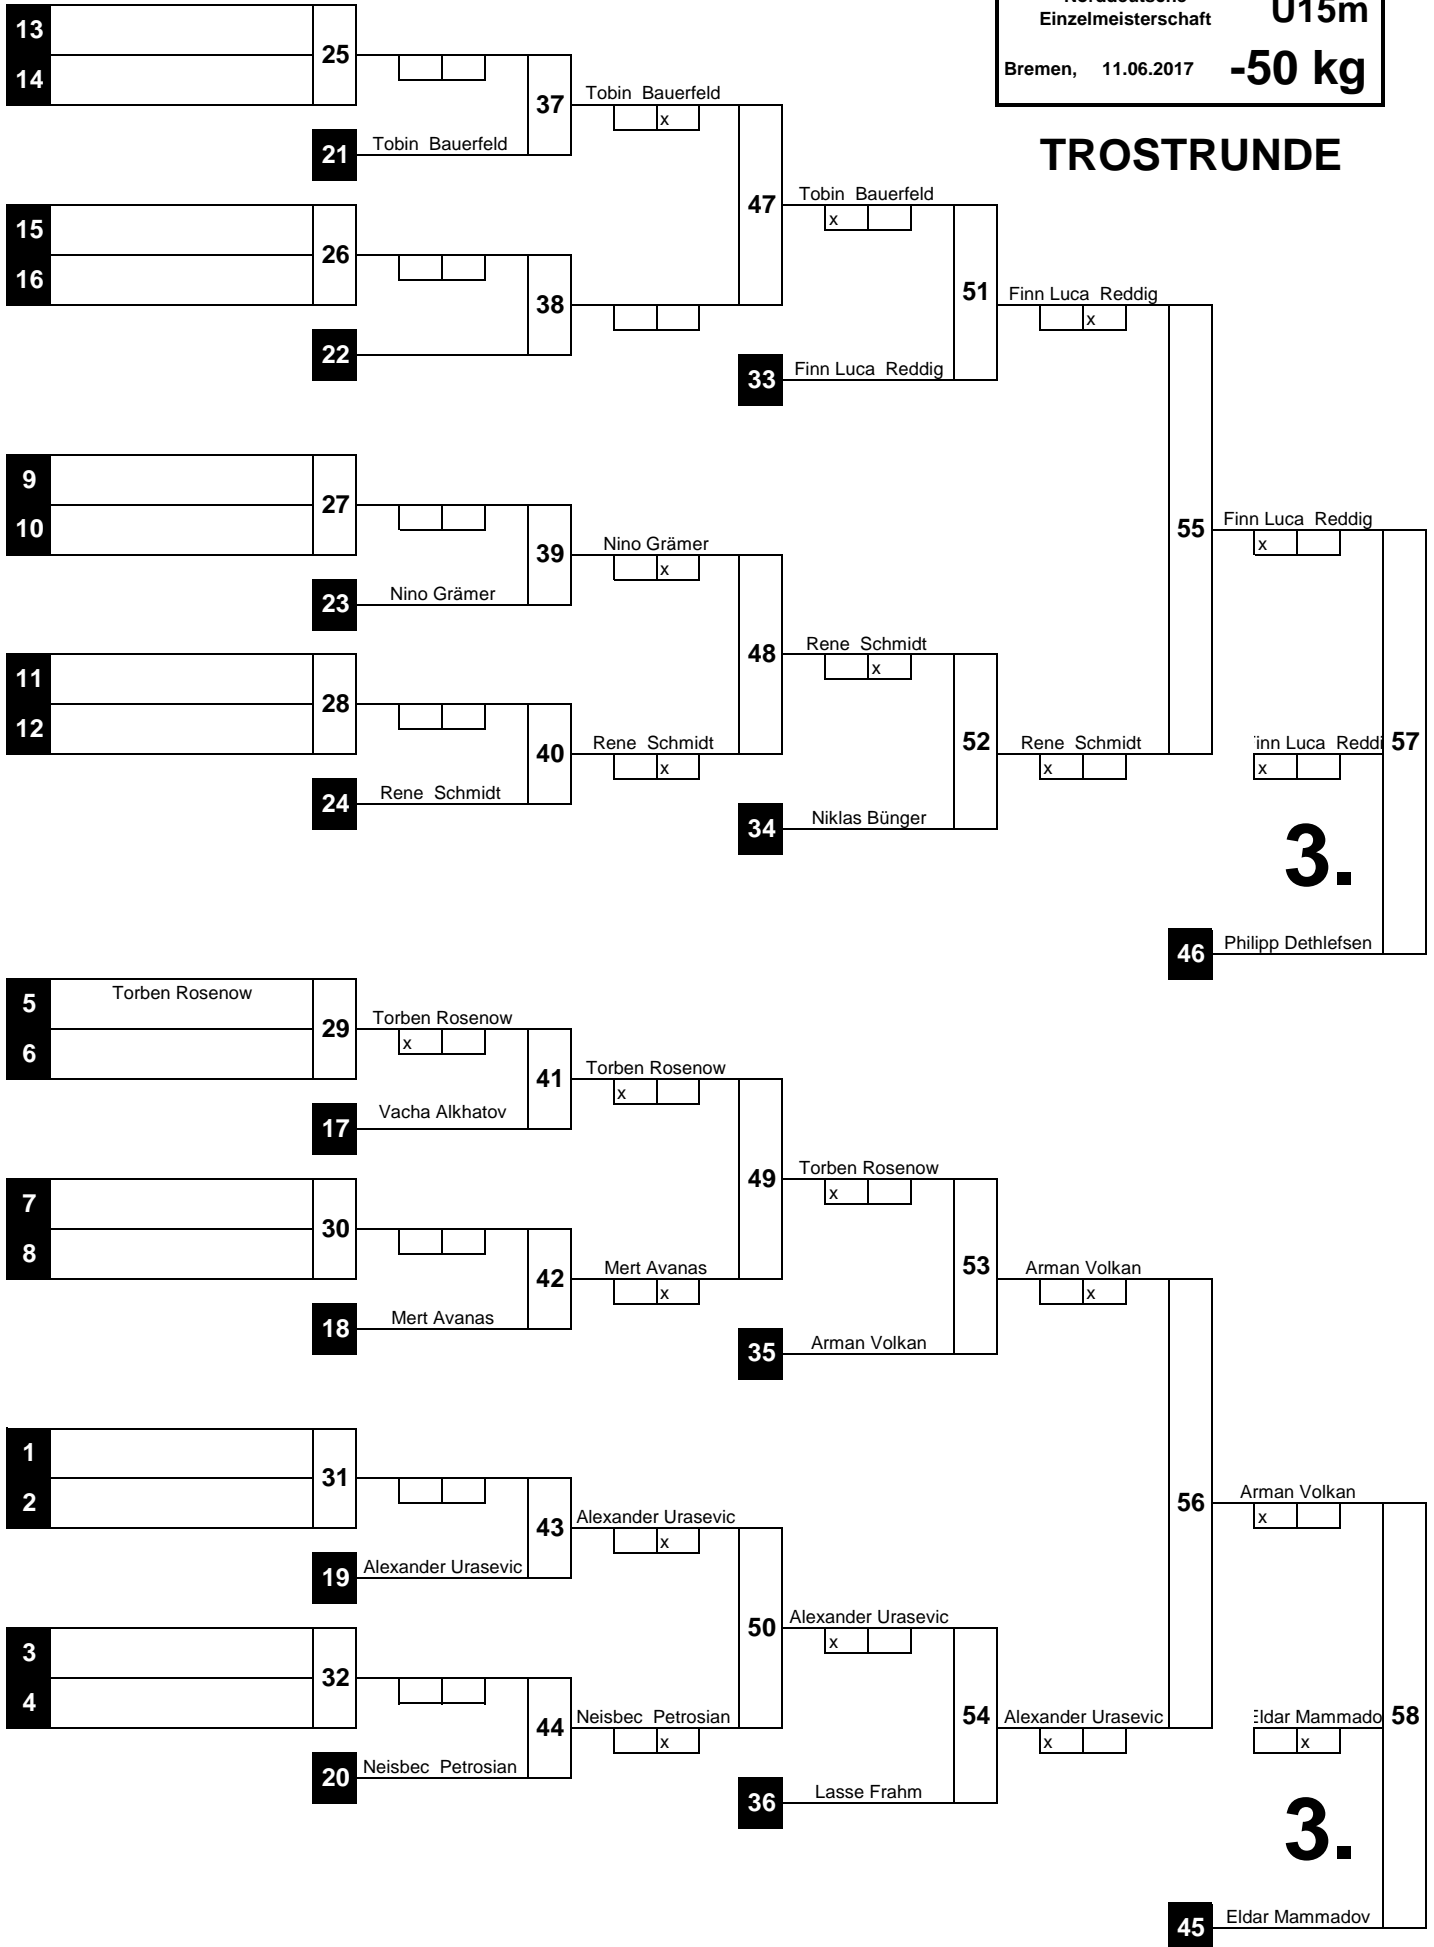 Norddeutsche
Einzelmeisterschaft U15m
Bremen, 11.06.2017 -50 kg
TROSTRUNDE
13
14
25
37
Tobin Bauerfeld
x
21 Tobin Bauerfeld
47
Tobin Bauerfeld
x
15
16
26
38
22
51
Finn Luca Reddig
x
33 Finn Luca Reddig
9
10
27
39
Nino Grämer
x
23 Nino Grämer
48
Rene Schmidt
x
55
Finn Luca Reddig
x
11
12
28
40
Rene Schmidt
x
24 Rene Schmidt
52
Rene Schmidt
x
34 Niklas Bünger
inn Luca Reddi 57
x
3.
46 Philipp Dethlefsen
5 Torben Rosenow
6
29
Torben Rosenow
x
41
Torben Rosenow
x
17 Vacha Alkhatov
49
Torben Rosenow
x
7
8
30
42
Mert Avanas
x
18 Mert Avanas
53
Arman Volkan
x
35 Arman Volkan
1
2
31
43
Alexander Urasevic
x
19 Alexander Urasevic
50
Alexander Urasevic
x
56
Arman Volkan
x
3
4
32
44
Neisbec Petrosian
x
20 Neisbec Petrosian
54
Alexander Urasevic
x
36 Lasse Frahm
ldar Mammado 58
x
3.
45 Eldar Mammadov